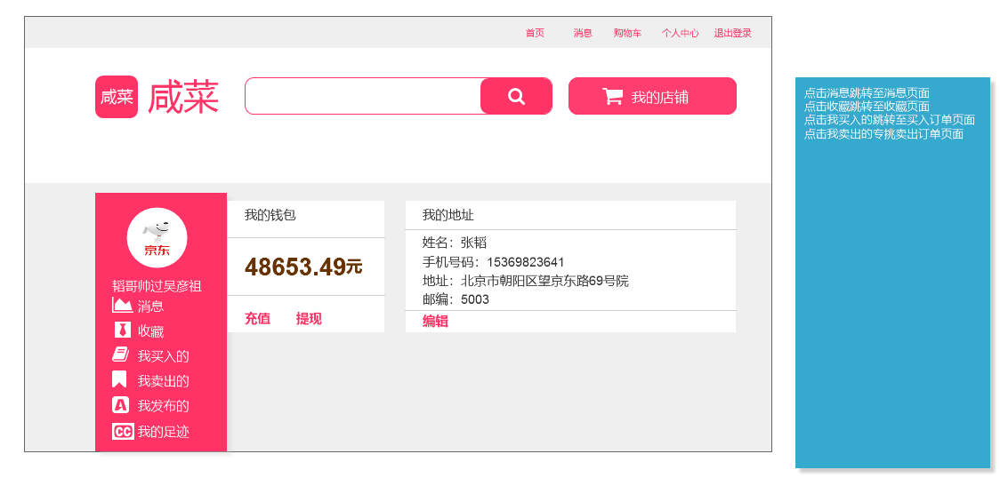 首页 消息 购物车 个人中心 退出登录
咸菜 咸菜 我的店铺
京东
韬哥帅过吴彦祖
消息
收藏
我买入的
我卖出的
我发布的
我的足迹
我的钱包
48653.49元
充值 提现
我的地址
姓名：张韬
手机号码：15369823641
地址：北京市朝阳区望京东路69号院
邮编：5003
编辑
点击消息跳转至消息页面
点击收藏跳转至收藏页面
点击我买入的跳转至买入订单页面
点击我卖出的专挑卖出订单页面